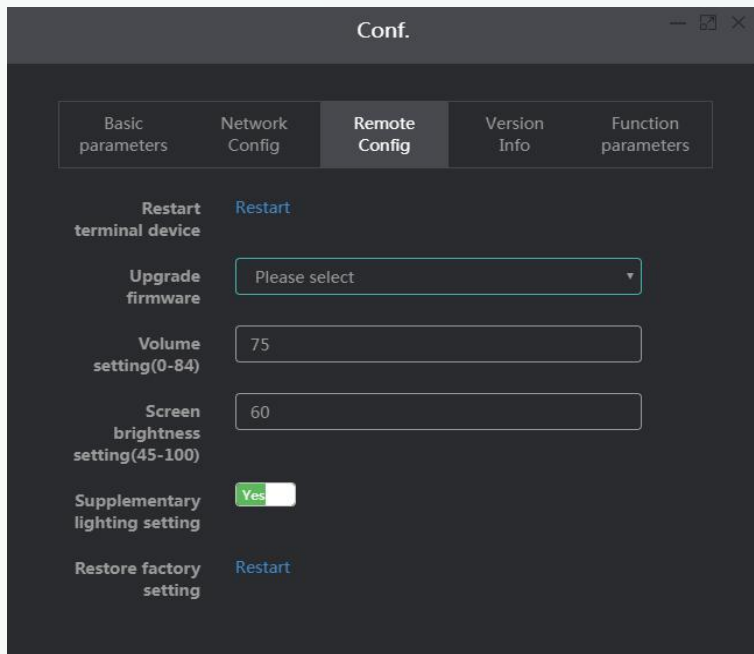 Conf.
Basic
parameters
Network
Config
Remote
Config
Version
Info
Function
parameters
Restart
terminal device
Restart
Upgrade
firmware
Please select
Volume
setting(0-84)
75
Screen
brightness
setting(45-100)
60
Supplementary
lighting setting
Yes
Restore factory
setting
Restart